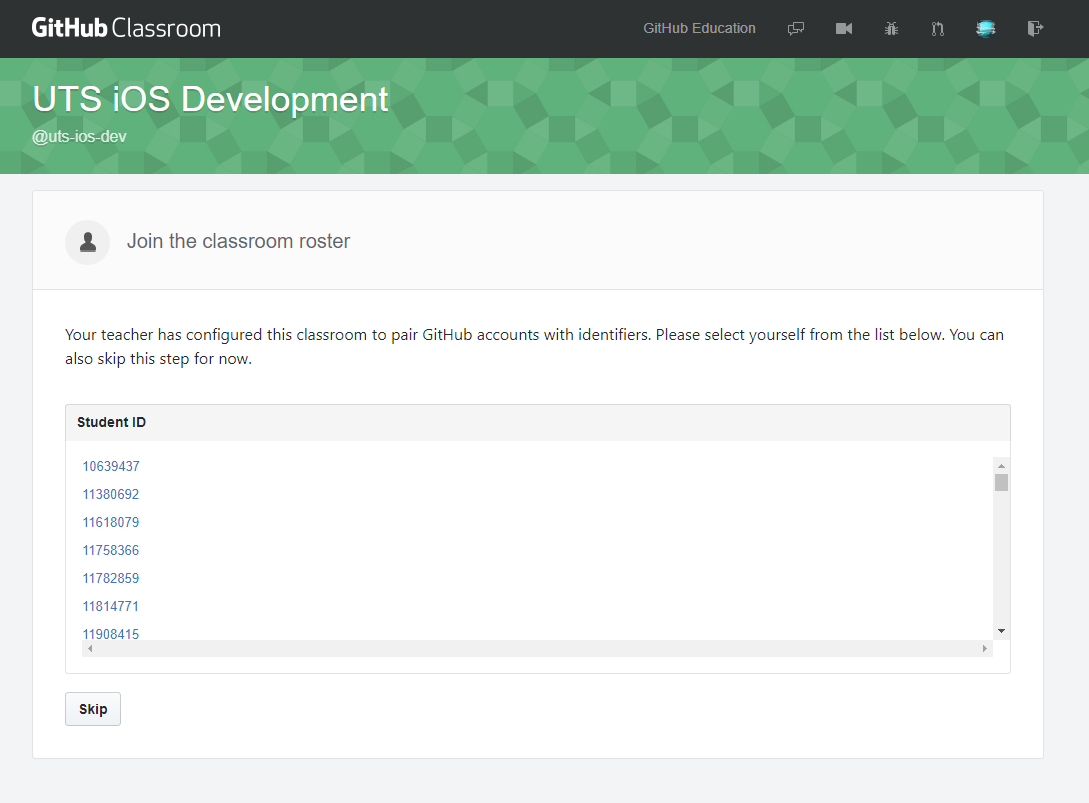 GitHub Classroom
GitHub Education
UTS iOS Development
@uts-ios-dev
Join the classroom roster
Your teacher has configured this classroom to pair GitHub accounts with identifiers. Please select yourself from the list below. You can
also skip this step for now.
Student ID
10639437
11380692
11618079
11758366
11782859
11814771
11908415
Skip